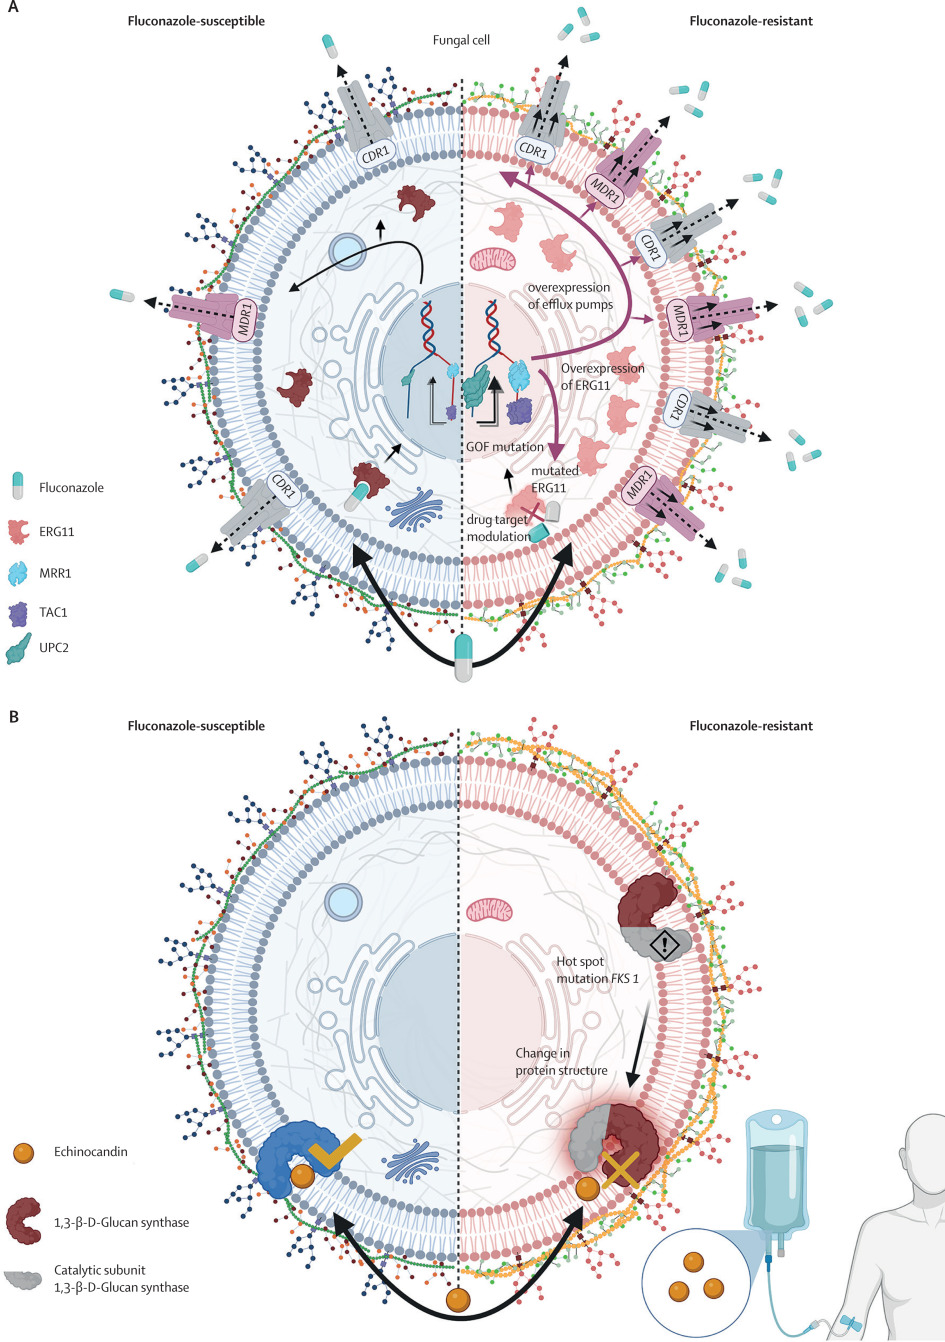 A
Fluconazole-susceptible
Fluconazole-resistant
Fungal cell
CDR1
CDR1
MDR1
CDR1
MDR1
MDR1
overexpression
of efflux pumps
Overexpression
of ERG11
CDR1
GOF mutation
mutated
ERG11
CDR1
MDR1
drug target
modulation
Fluconazole
ERG11
MRR1
TAC1
UPC2
B
Fluconazole-susceptible
Fluconazole-resistant
!
Hot spot
mutation FKS 1
Change in
protein structure
Echinocandin
1,3-β-D-Glucan synthase
Catalytic subunit
1,3-β-D-Glucan synthase